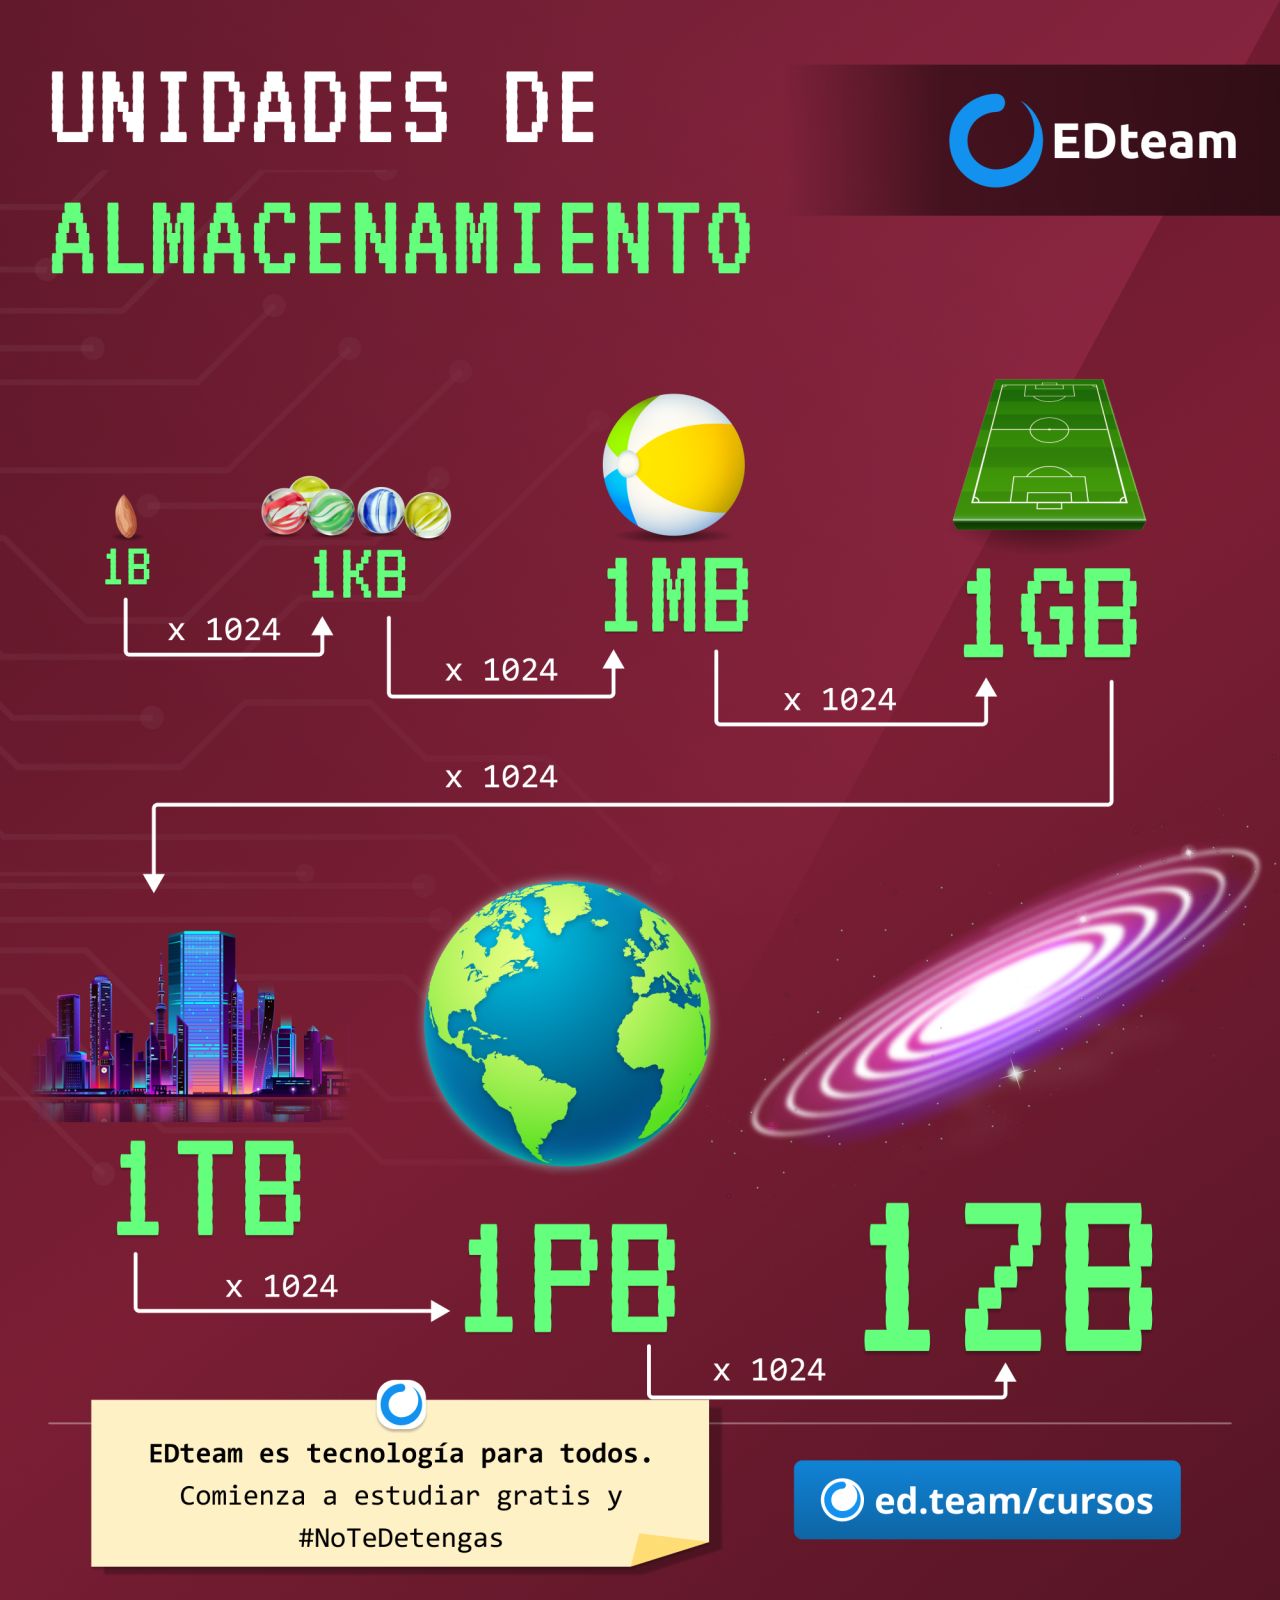 UNIDADES DE
ALMACENAMIENTO
EDteam
1B
1KB
1MB
1GB
x 1024
x 1024
x 1024
x 1024
1TB
1PB
1ZB
x 1024
x 1024
EDteam es tecnología para todos.
Comienza a estudiar gratis y
#NoTeDetengas
ed.team/cursos